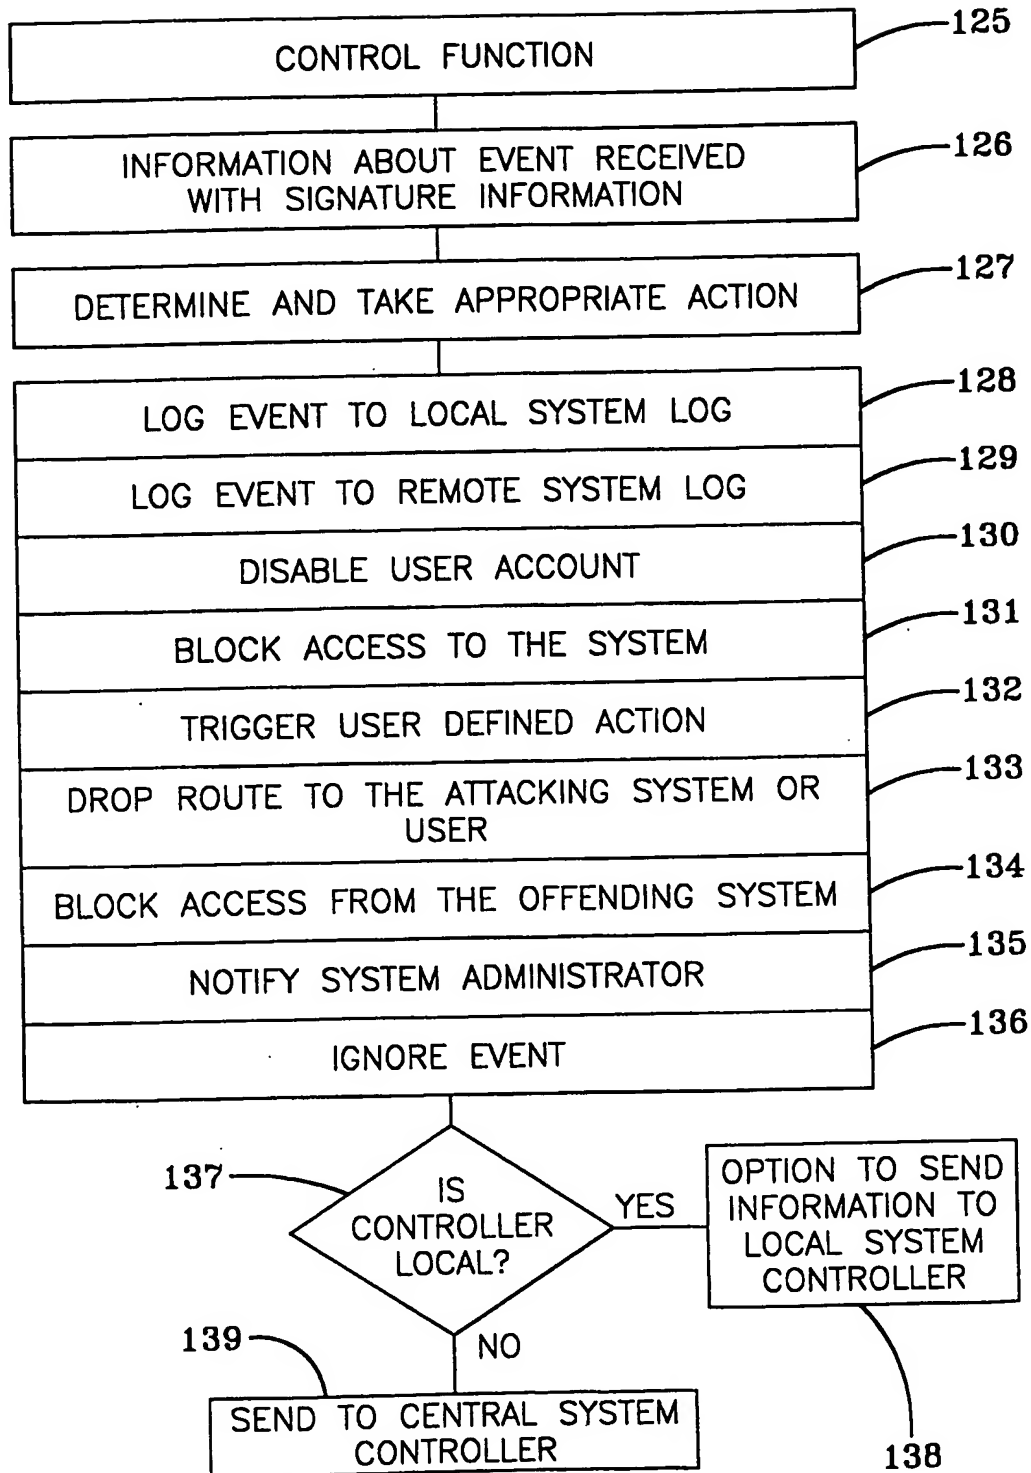 CONTROL FUNCTION
125
INFORMATION ABOUT EVENT RECEIVED
WITH SIGNATURE INFORMATION
126
DETERMINE AND TAKE APPROPRIATE ACTION
127
LOG EVENT TO LOCAL SYSTEM LOG
128
LOG EVENT TO REMOTE SYSTEM LOG
129
DISABLE USER ACCOUNT
130
BLOCK ACCESS TO THE SYSTEM
131
TRIGGER USER DEFINED ACTION
132
DROP ROUTE TO THE ATTACKING SYSTEM OR
USER
133
BLOCK ACCESS FROM THE OFFENDING SYSTEM
134
NOTIFY SYSTEM ADMINISTRATOR
135
IGNORE EVENT
136
137
IS
CONTROLLER
LOCAL?
YES
OPTION TO SEND
INFORMATION TO
LOCAL SYSTEM
CONTROLLER
138
NO
139
SEND TO CENTRAL SYSTEM
CONTROLLER